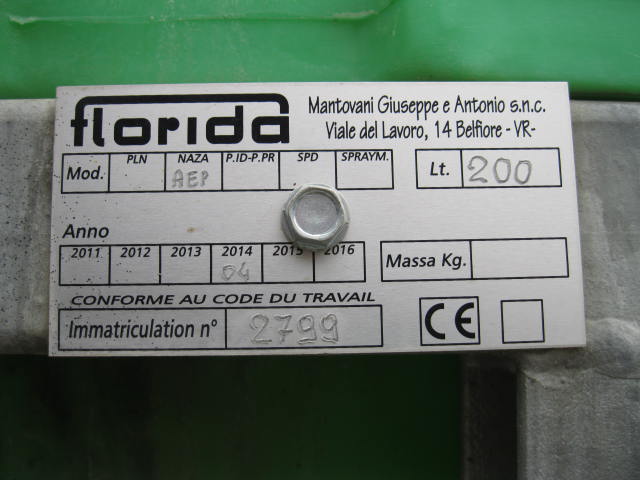 florida
Mantovani Giuseppe e Antonio s.n.c.
Viale del Lavoro, 14 Belfiore - VR-
Mod. PLN NAZA P.ID-P.PR SPD SPRAYM.
AEP
Lt. 200
Anno
2011 2012 2013 2014 2015 2016
04
Massa Kg.
CONFORME AU CODE DU TRAVAIL
Immatriculation n° 2799
CE